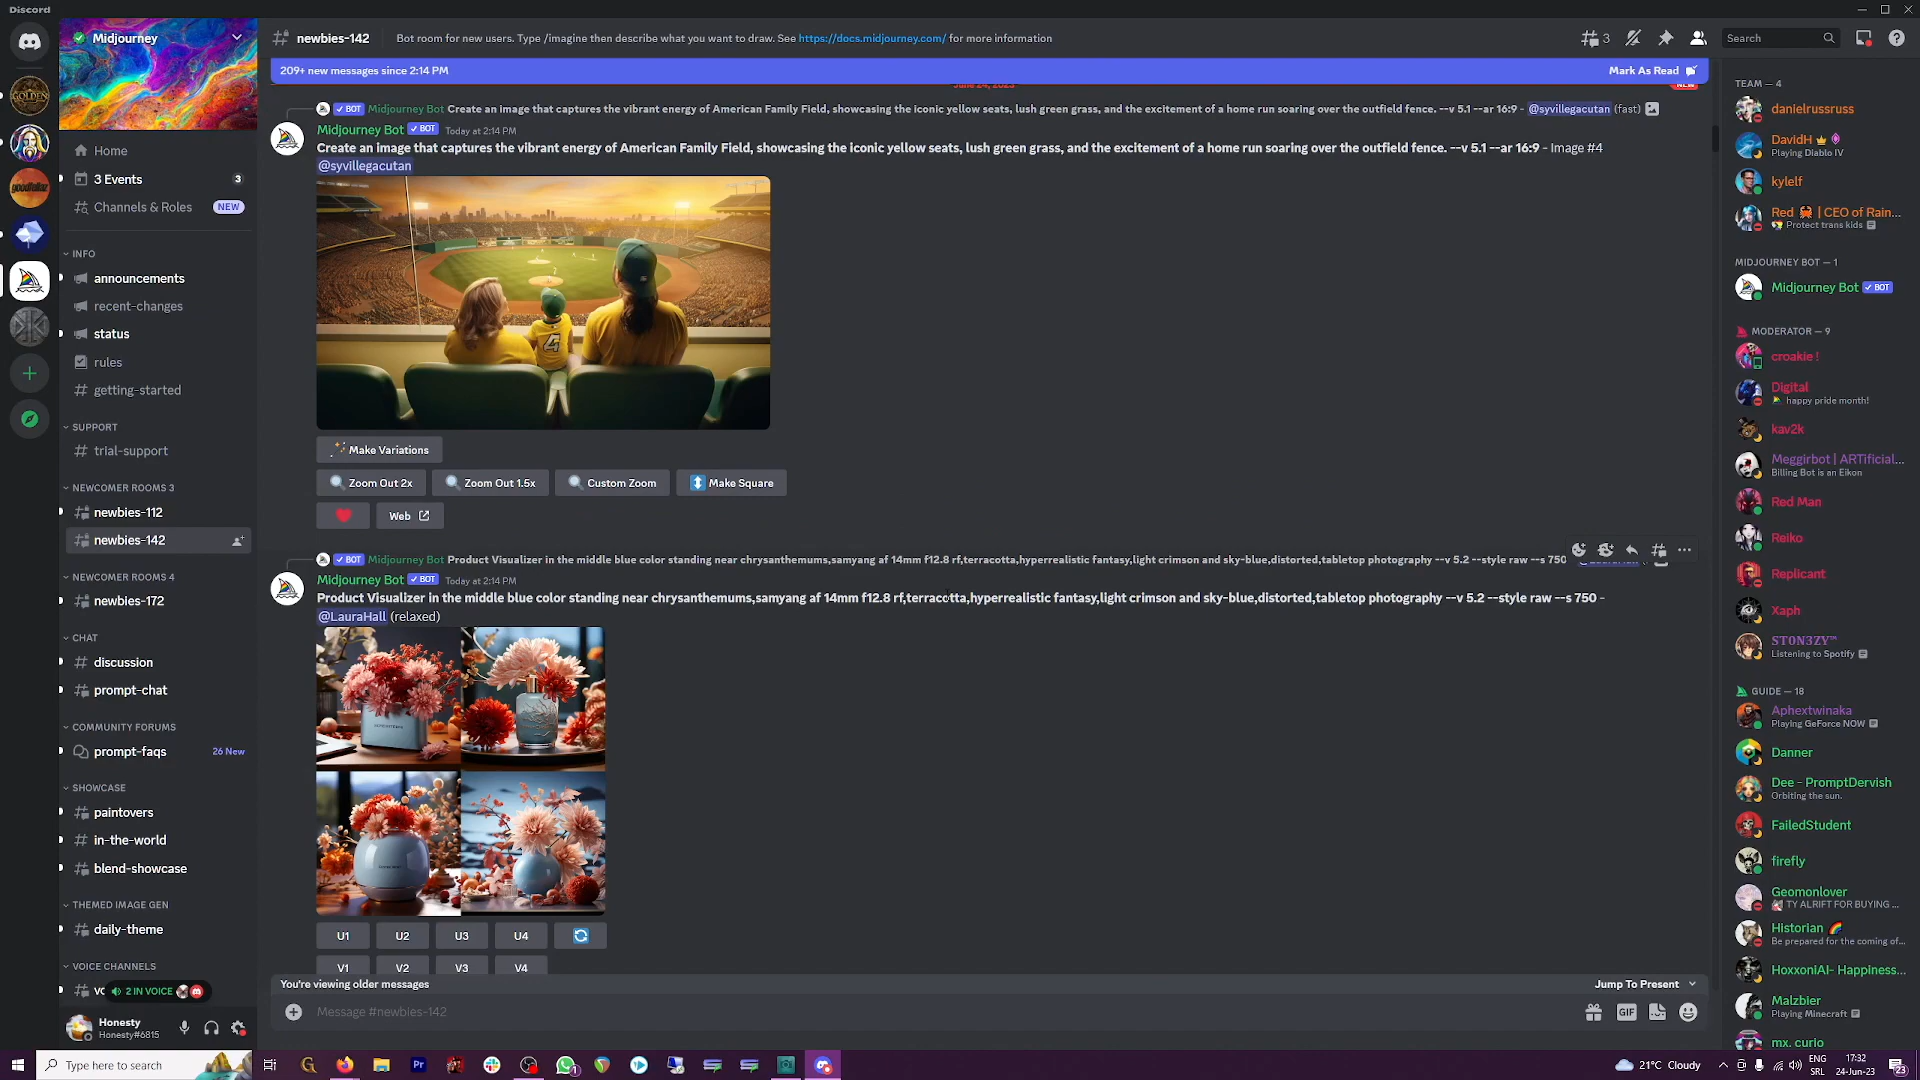 Discord
Midjourney
newbies-142
Bot room for new users. Type /imagine then describe what you want to draw. See https://docs.midjourney.com/ for more information
3
Search
209+ new messages since 2:14 PM
Mark As Read
June 24, 2023
NEW
BOT Midjourney Bot Create an image that captures the vibrant energy of American Family Field, showcasing the iconic yellow seats, lush green grass, and the excitement of a home run soaring over the outfield fence. --v 5.1 --ar 16:9 - @syvillegacutan (fast)
Midjourney Bot BOT Today at 2:14 PM
Create an image that captures the vibrant energy of American Family Field, showcasing the iconic yellow seats, lush green grass, and the excitement of a home run soaring over the outfield fence. --v 5.1 --ar 16:9 - Image #4
@syvillegacutan
4
Make Variations
Zoom Out 2x
Zoom Out 1.5x
Custom Zoom
Make Square
Web
BOT Midjourney Bot Product Visualizer in the middle blue color standing near chrysanthemums,samyang af 14mm f12.8 rf,terracotta,hyperrealistic fantasy,light crimson and sky-blue,distorted,tabletop photography --v 5.2 --style raw --s 750
Midjourney Bot BOT Today at 2:14 PM
Product Visualizer in the middle blue color standing near chrysanthemums,samyang af 14mm f12.8 rf,terracotta,hyperrealistic fantasy,light crimson and sky-blue,distorted,tabletop photography --v 5.2 --style raw --s 750 -
@LauraHall (relaxed)
U1
U2
U3
U4
V1
V2
V3
V4
You're viewing older messages
Jump To Present
Message #newbies-142
GIF
Home
3 Events
3
Channels & Roles
NEW
INFO
announcements
recent-changes
status
rules
getting-started
SUPPORT
trial-support
NEWCOMER ROOMS 3
newbies-112
newbies-142
NEWCOMER ROOMS 4
newbies-172
CHAT
discussion
prompt-chat
COMMUNITY FORUMS
prompt-faqs
26 New
SHOWCASE
paintovers
in-the-world
blend-showcase
THEMED IMAGE GEN
daily-theme
VOICE CHANNELS
2 IN VOICE
Honesty
Honesty#6815
TEAM — 4
danielrussruss
DavidH
Playing Diablo IV
kylelf
Red | CEO of Rain...
Protect trans kids
MIDJOURNEY BOT — 1
Midjourney Bot BOT
MODERATOR — 9
croakie !
Digital
happy pride month!
kav2k
Meggirbot | ARTificial...
Billing Bot is an Eikon
Red Man
Reiko
Replicant
Xaph
ST0N3ZY™
Listening to Spotify
GUIDE — 18
Aphextwinaka
Playing GeForce NOW
Danner
Dee - PromptDervish
Orbiting the sun.
FailedStudent
firefly
Geomonlover
TY ALRIFT FOR BUYING ...
Historian
Be prepared for the coming of...
HoxxoniAI- Happiness...
Malzbier
Playing Minecraft
mx. curio
Type here to search
21°C Cloudy
ENG
SRL
17:32
24-Jun-23
23